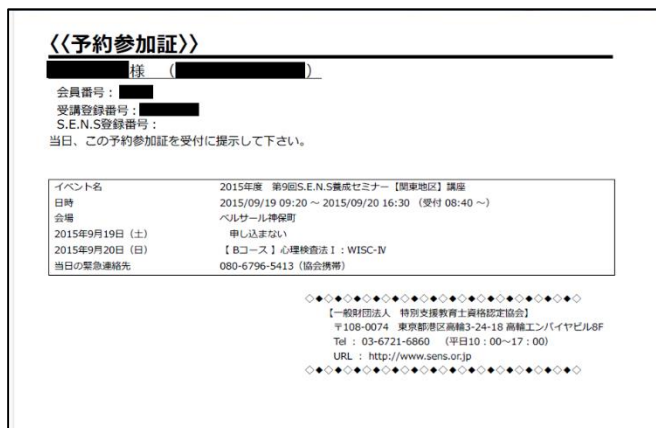 《予約参加証》
様 ( )
会員番号：
受講登録番号：
S.E.N.S登録番号：
当日、この予約参加証を受付に提示して下さい。
イベント名 2015年度 第9回S.E.N.S養成セミナー【関東地区】講座
日時 2015/09/19 09:20 ～ 2015/09/20 16:30 （受付 08:40 ～）
会場 ベルサール神保町
2015年9月19日（土） 申し込まない
2015年9月20日（日） 【 Bコース 】心理検査法Ⅰ：WISC-Ⅳ
当日の緊急連絡先 080-6796-5413（協会携帯）
◇◆◇◆◇◆◇◆◇◆◇◆◇◆◇◆◇◆◇◆◇◆◇◆◇◆◇◆◇
【一般財団法人 特別支援教育士資格認定協会】
〒108-0074 東京都港区高輪3-24-18 高輪エンパイヤビル8F
Tel ： 03-6721-6860 （平日10：00～17：00）
URL ： http://www.sens.or.jp
◇◆◇◆◇◆◇◆◇◆◇◆◇◆◇◆◇◆◇◆◇◆◇◆◇◆◇◆◇